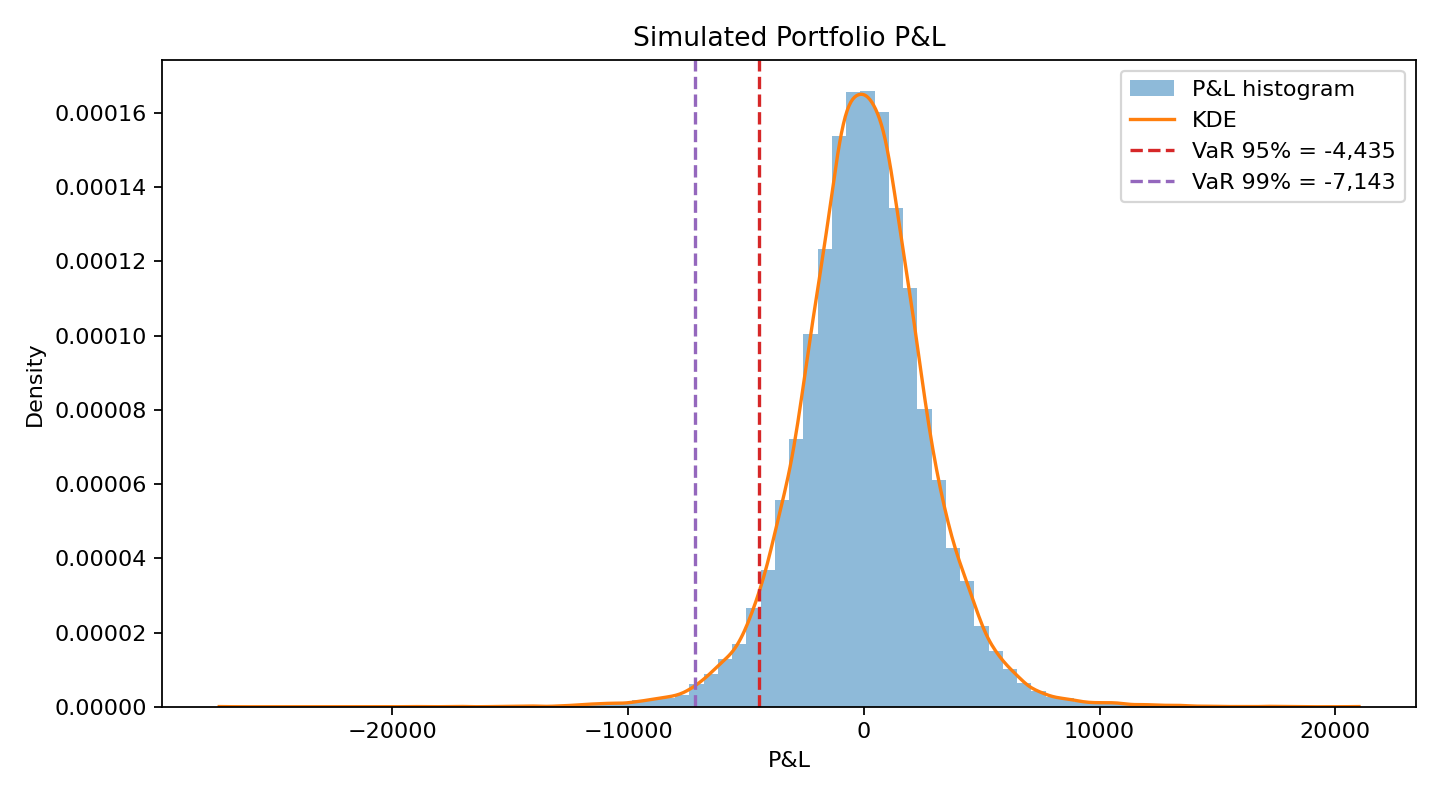 Simulated Portfolio P&L
P&L histogram
KDE
VaR 95% = -4,435
VaR 99% = -7,143
0.00016
0.00014
0.00012
0.00010
0.00008
0.00006
0.00004
0.00002
0.00000
Density
−20000
−10000
0
10000
20000
P&L